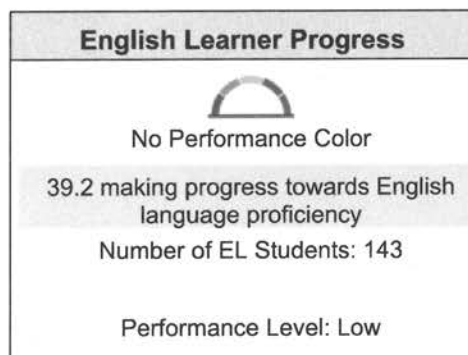 English Learner Progress
No Performance Color
39.2 making progress towards English
language proficiency
Number of EL Students: 143
Performance Level: Low